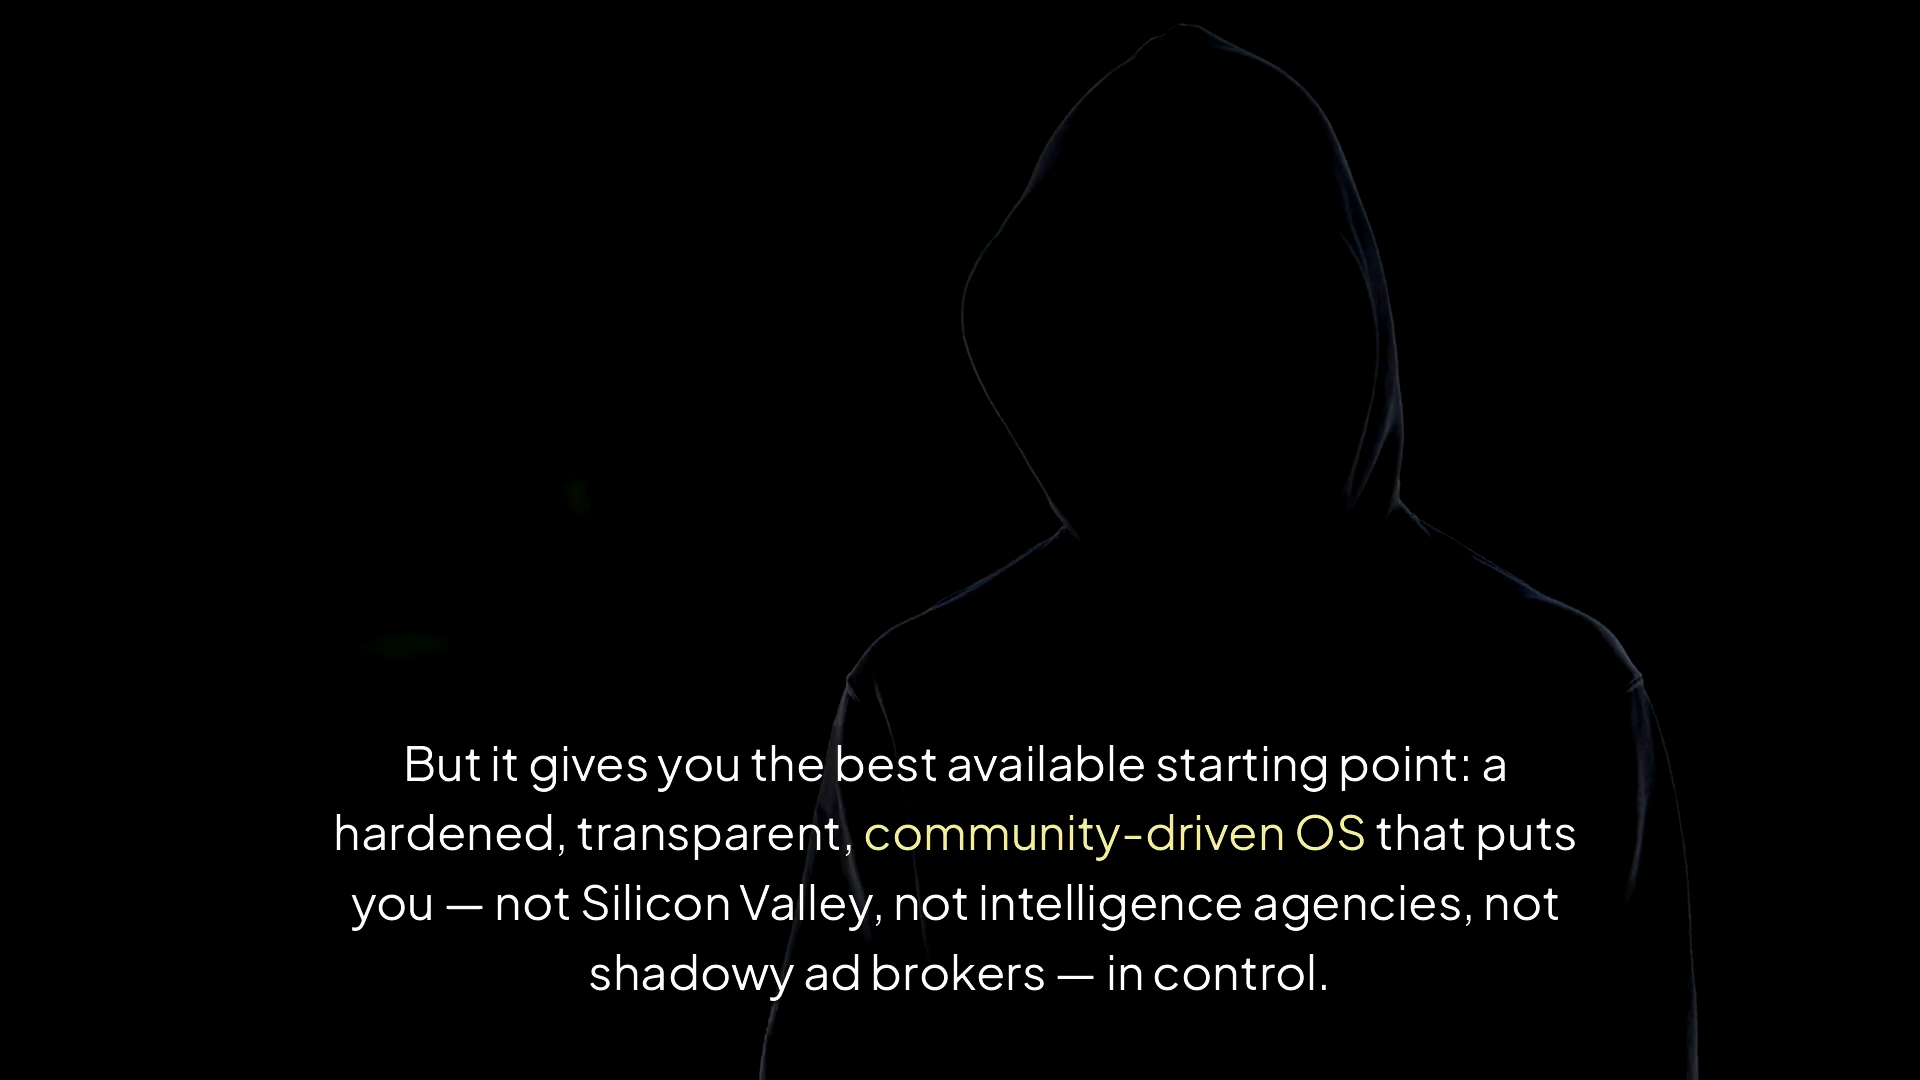 But it gives you the best available starting point: a
hardened, transparent, community-driven OS that puts
you — not Silicon Valley, not intelligence agencies, not
shadowy ad brokers — in control.